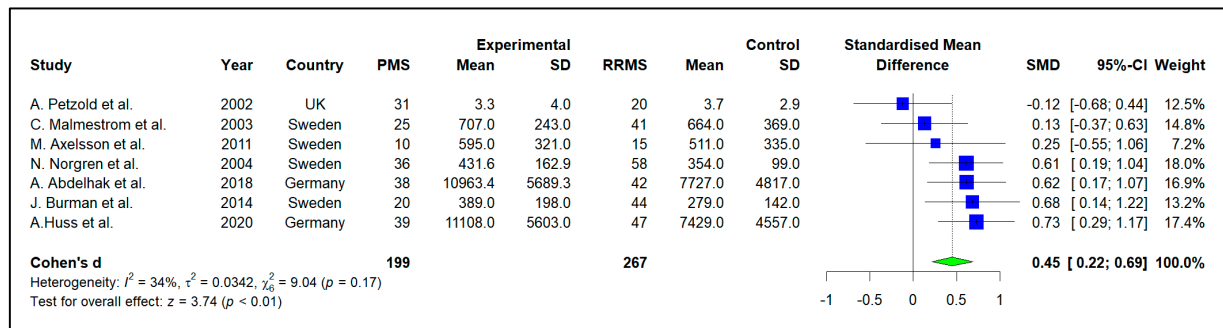 Experimental Control Standardised Mean
Study Year Country PMS Mean SD RRMS Mean SD Difference SMD 95%-CI Weight
A. Petzold et al. 2002 UK 31 3.3 4.0 20 3.7 2.9 -0.12 [-0.68; 0.44] 12.5%
C. Malmestrom et al. 2003 Sweden 25 707.0 243.0 41 664.0 369.0 0.13 [-0.37; 0.63] 14.8%
M. Axelsson et al. 2011 Sweden 10 595.0 321.0 15 511.0 335.0 0.25 [-0.55; 1.06] 7.2%
N. Norgren et al. 2004 Sweden 36 431.6 162.9 58 354.0 99.0 0.61 [ 0.19; 1.04] 18.0%
A. Abdelhak et al. 2018 Germany 38 10963.4 5689.3 42 7727.0 4817.0 0.62 [ 0.17; 1.07] 16.9%
J. Burman et al. 2014 Sweden 36 389.0 198.0 44 279.0 142.0 0.68 [ 0.14; 1.22] 13.2%
A.Huss et al. 2020 Germany 39 11108.0 5603.0 47 7429.0 4557.0 0.73 [ 0.29; 1.17] 17.4%
Cohen's d 199 267 0.45 [ 0.22; 0.69] 100.0%
Heterogeneity: I² = 34%, τ² = 0.0342, χ²₆ = 9.04 (p = 0.17)
Test for overall effect: z = 3.74 (p < 0.01)
-1 0 0.5 1